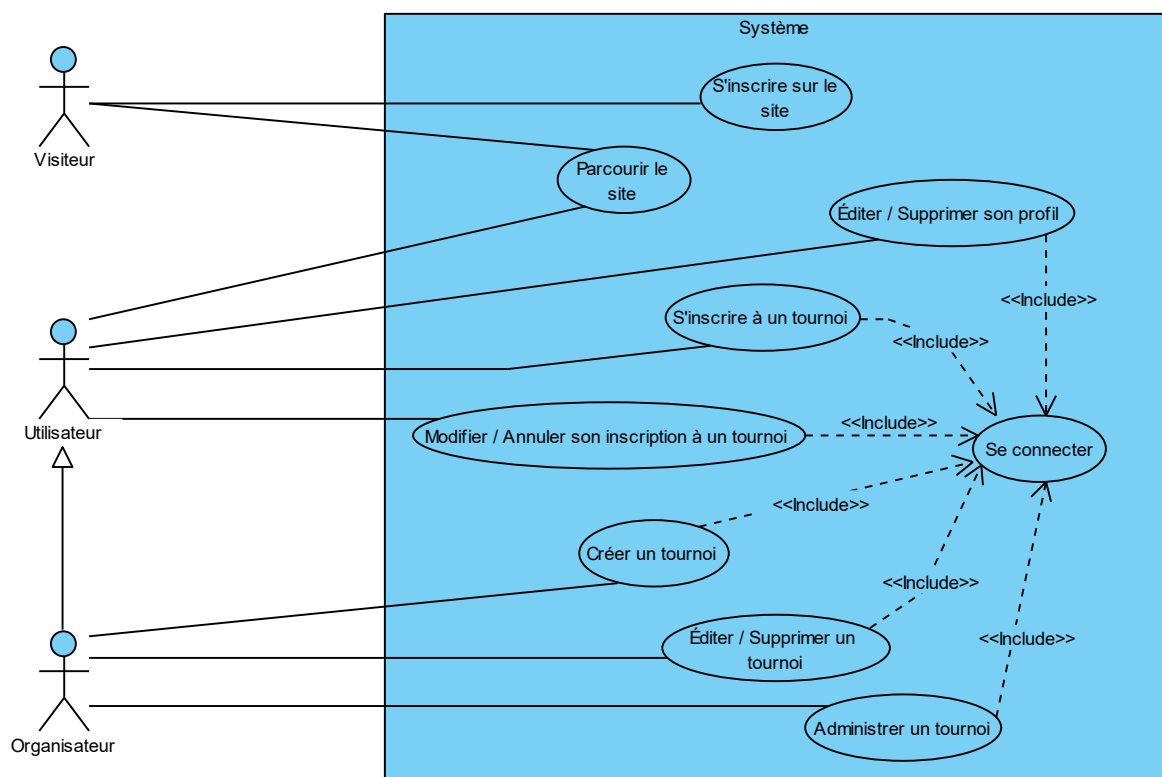 Système
S'inscrire sur le
site
Visiteur
Parcourir le
site
Éditer / Supprimer son profil
<<Include>>
S'inscrire à un tournoi
<<Include>>
Utilisateur
Modifier / Annuler son inscription à un tournoi
<<Include>>
Se connecter
<<Include>>
Créer un tournoi
<<Include>>
Éditer / Supprimer un
tournoi
<<Include>>
Administrer un tournoi
Organisateur